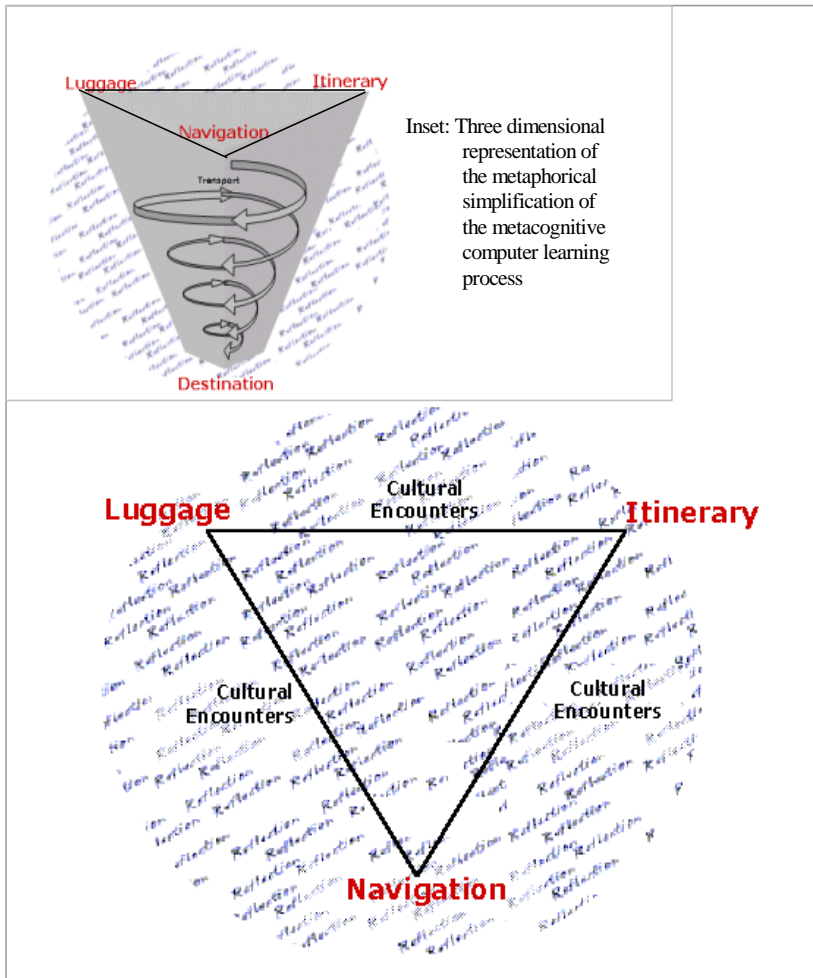 Luggage
Itinerary
Navigation
Transport
Destination
Inset: Three dimensional
representation of
the metaphorical
simplification of
the metacognitive
computer learning
process
Cultural
Encounters
Luggage
Itinerary
Cultural
Encounters
Cultural
Encounters
Navigation
Reflection